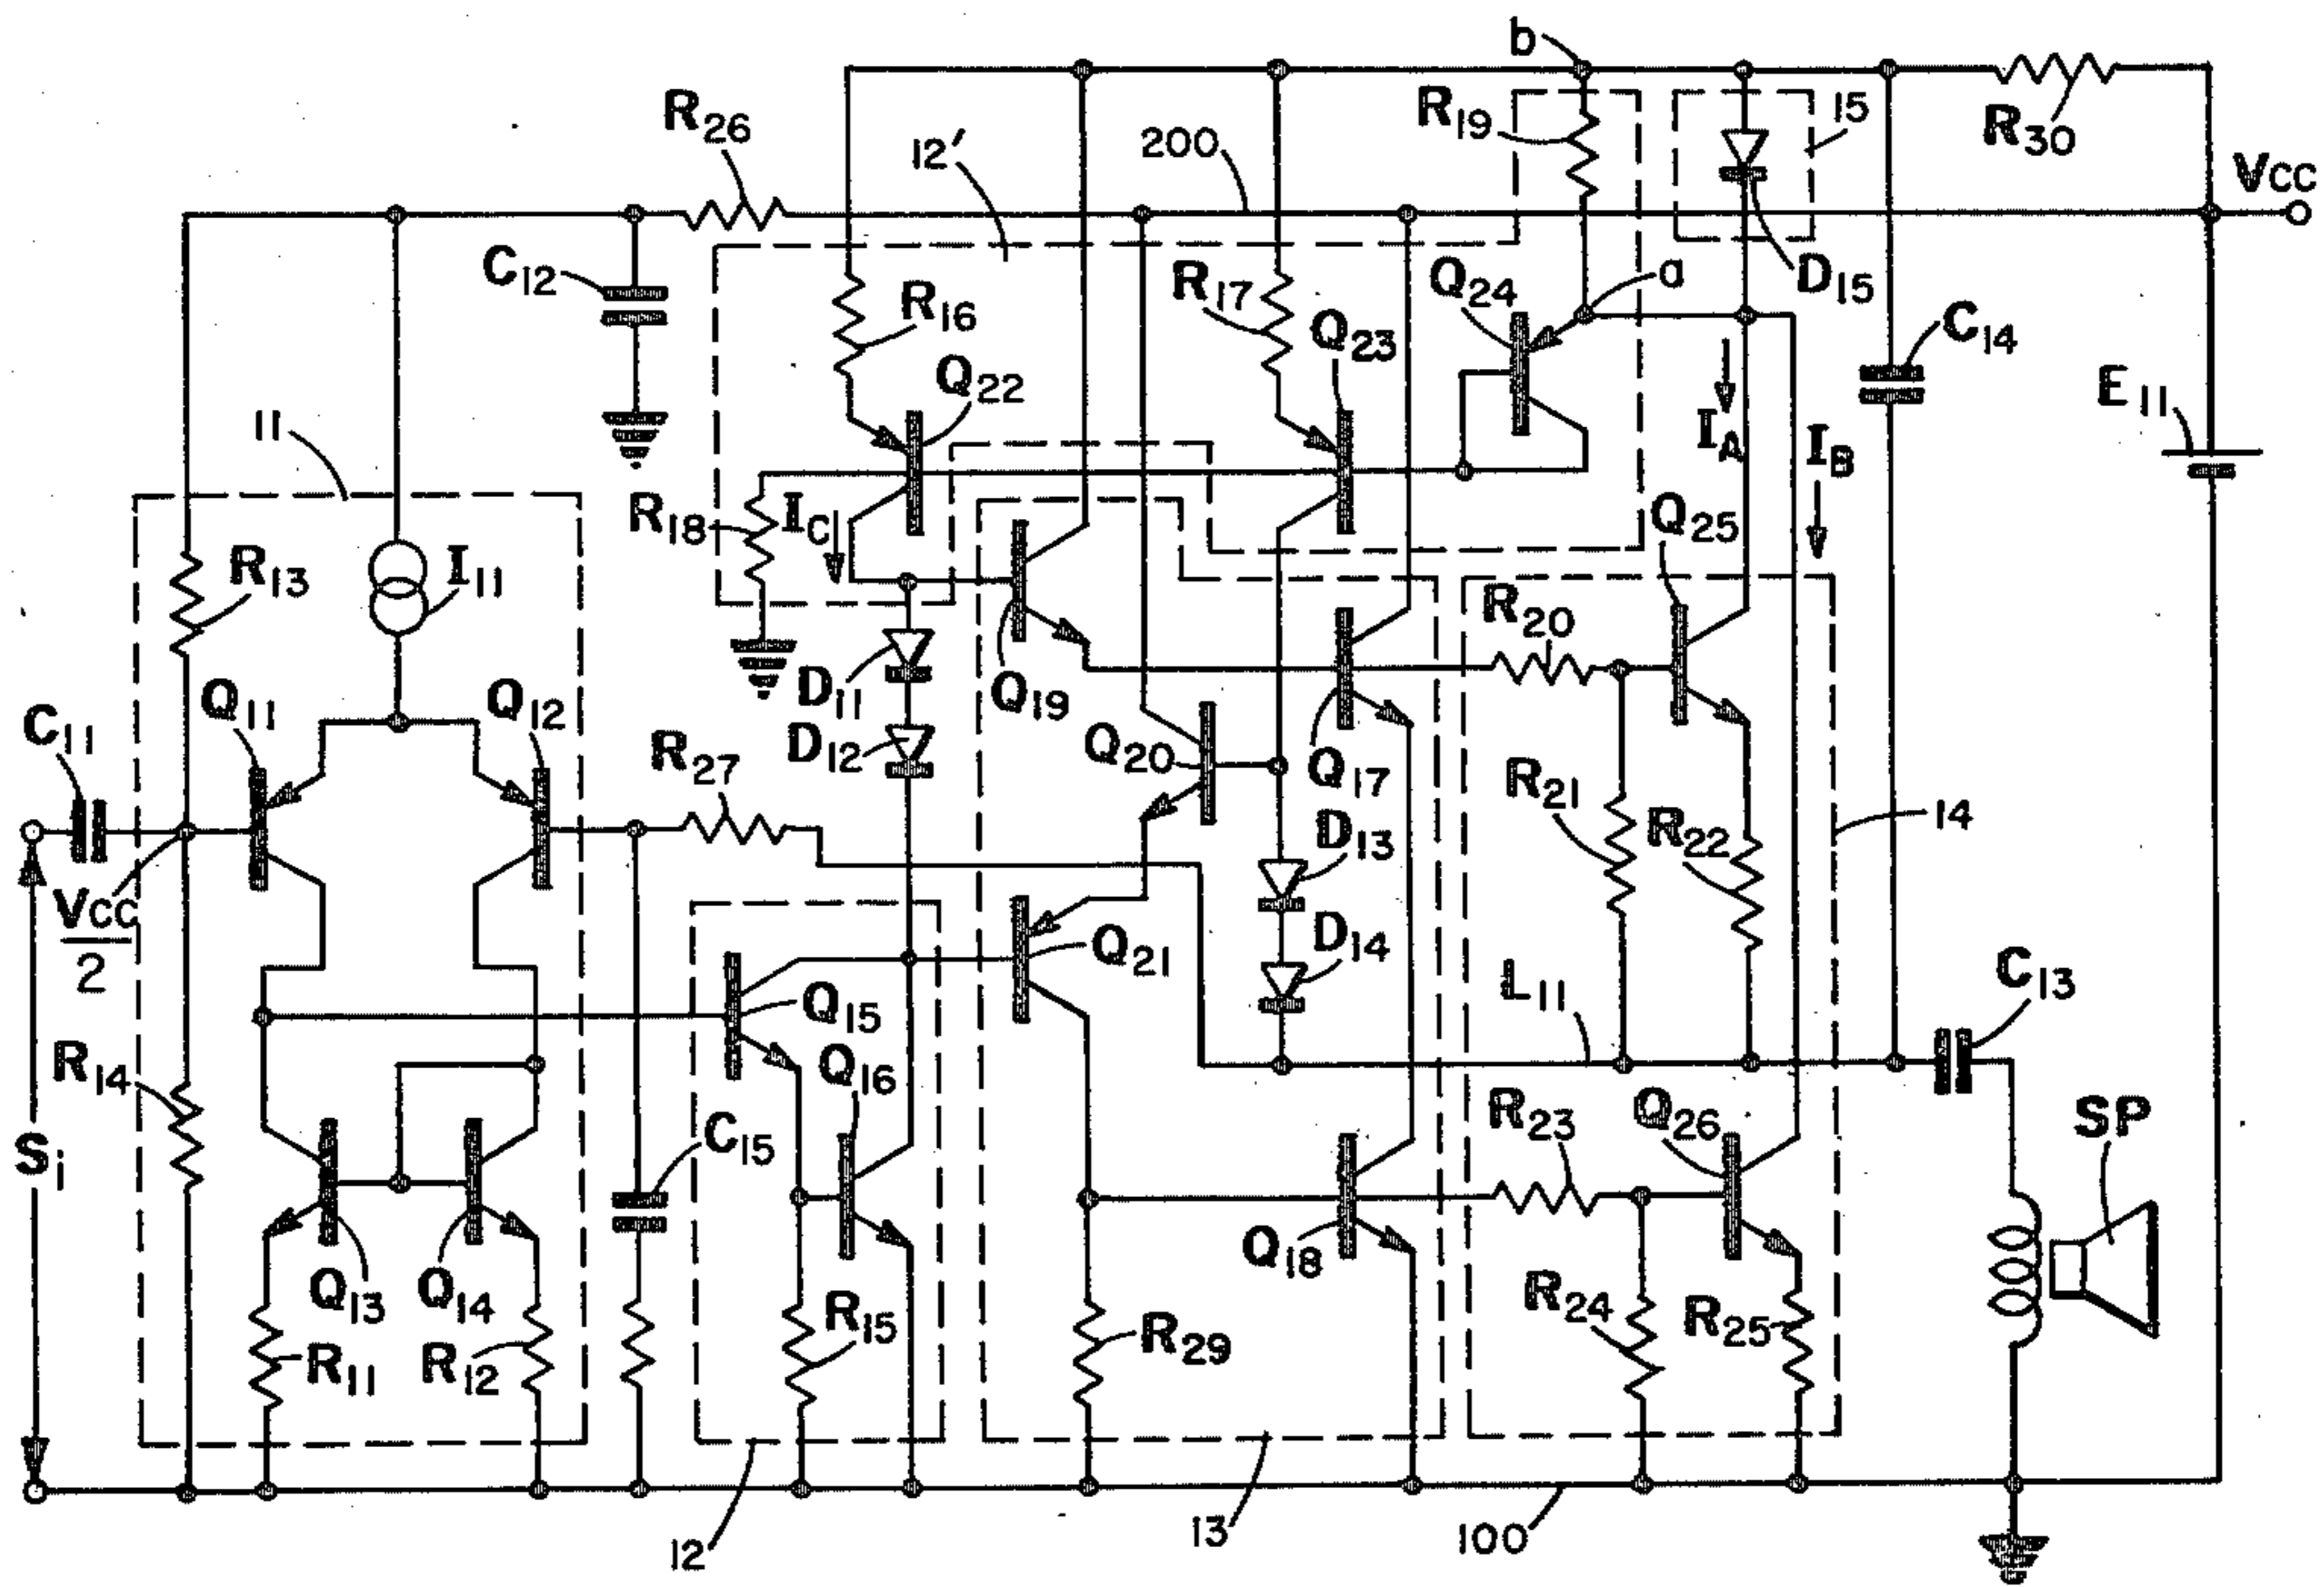 b
R19
15
R30
R26
12'
200
Vcc
C12
R16
R17
Q24
a
D15
Q23
C14
Q22
IA
E11
11
IB
R18
IC
Q25
R13
I11
R20
D11
Q19
Q11
Q12
C11
R27
D12
Q20
Q17
R21
R22
14
D13
Vcc
2
D14
Q21
L11
C13
Q15
R14
Q16
R23
Q26
SP
C15
Si
Q18
Q13
Q14
R15
R24
R25
R29
R11
R12
12
13
100